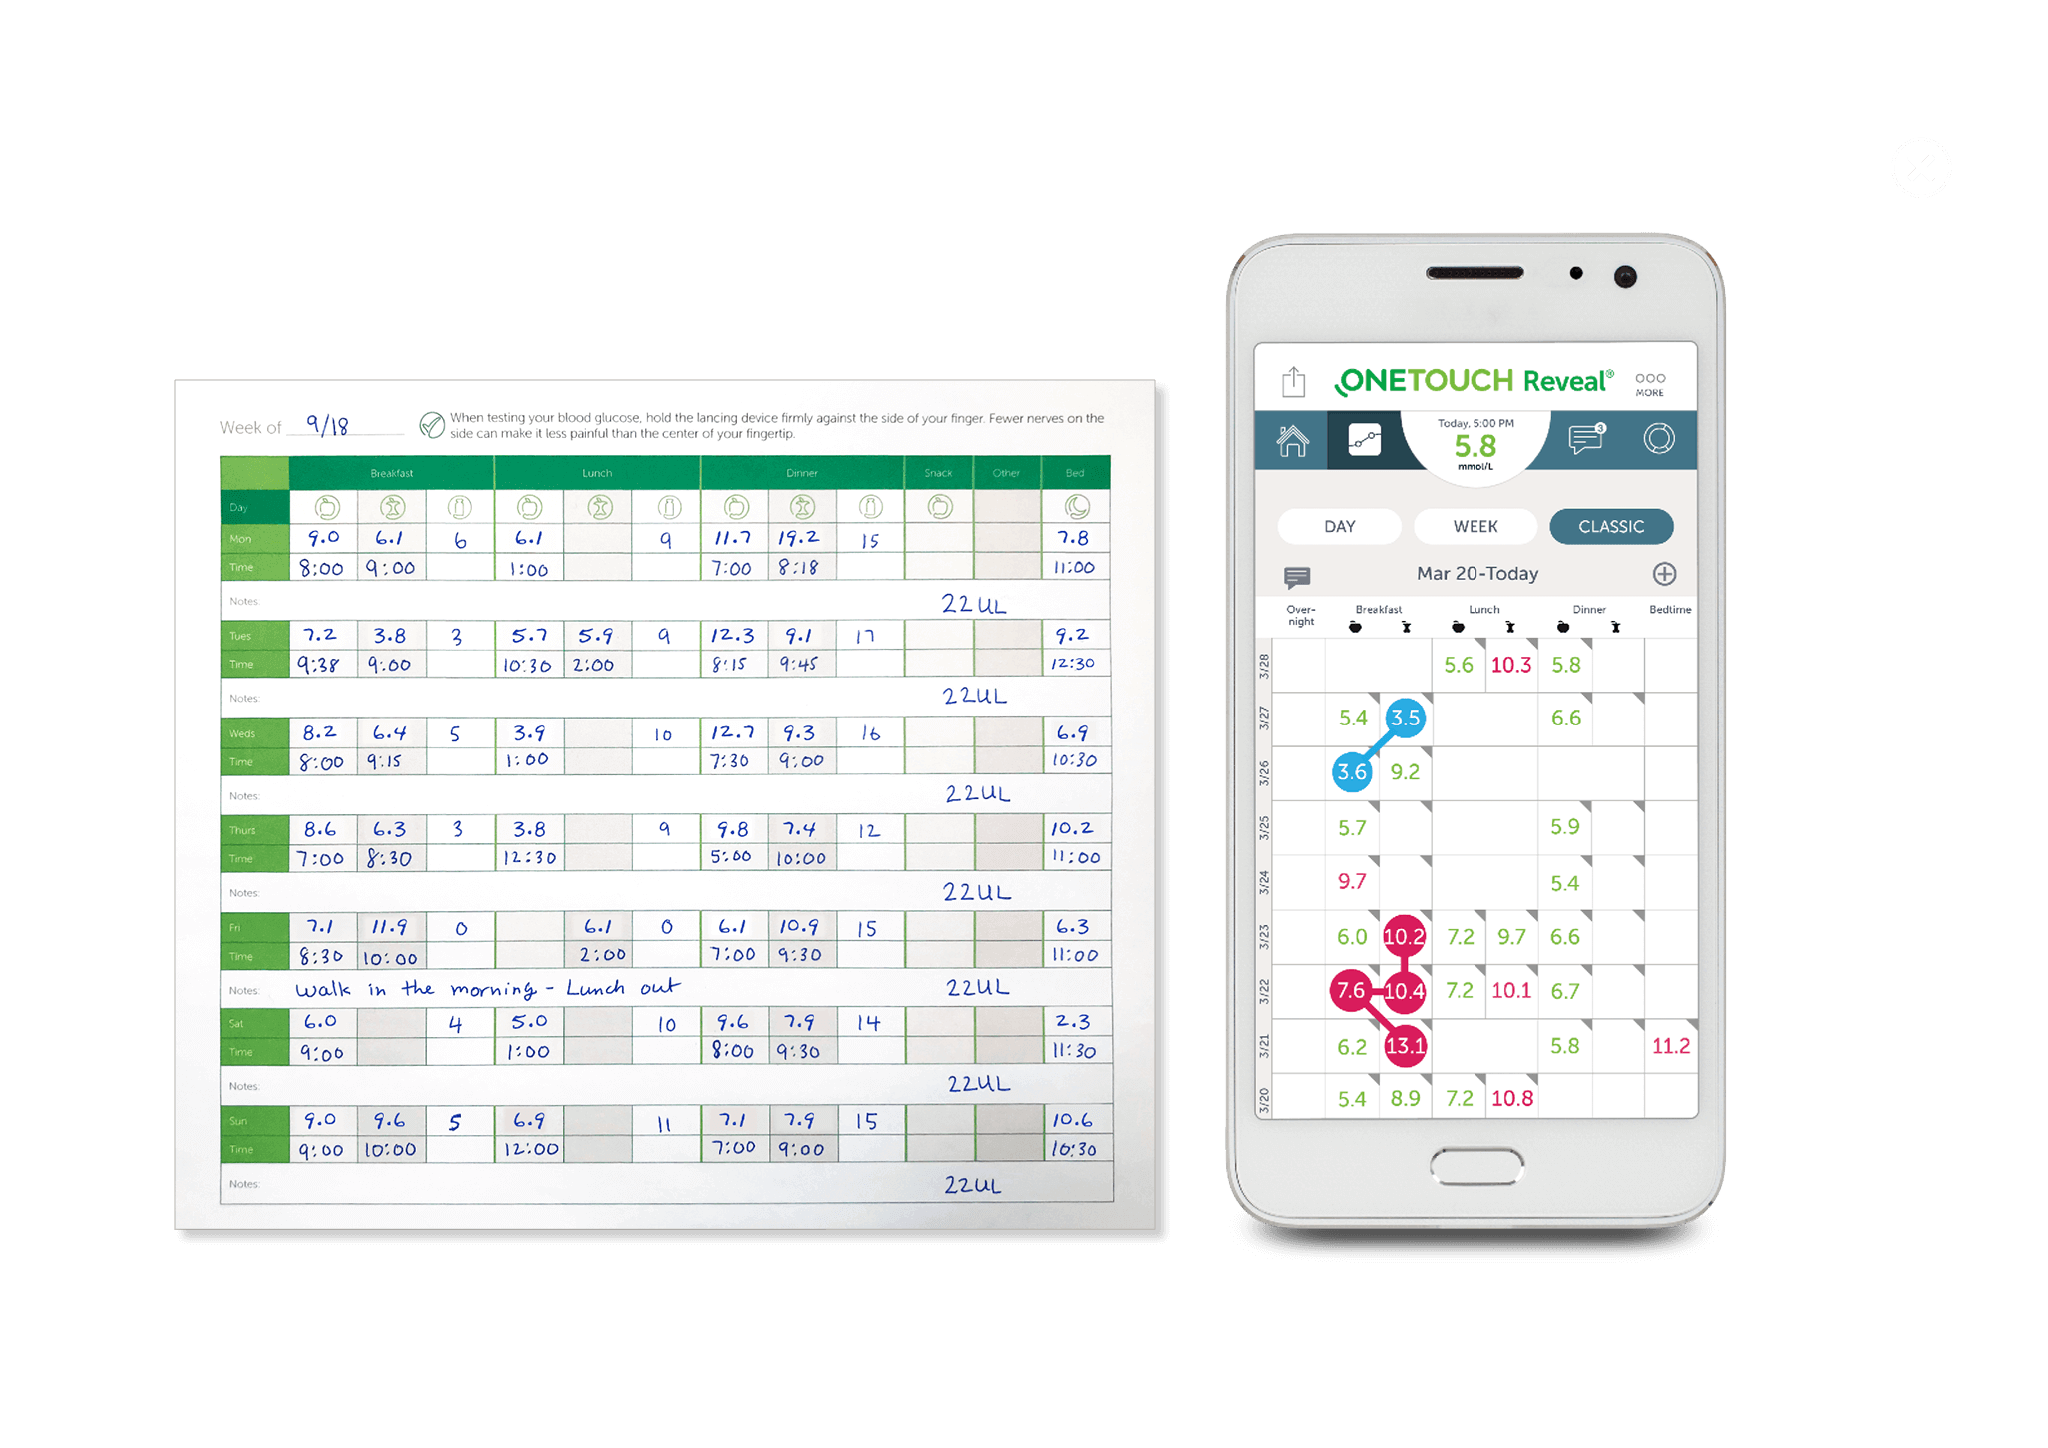 Week of 9/18
When testing your blood glucose, hold the lancing device firmly against the side of your finger. Fewer nerves on the
side can make it less painful than the center of your fingertip.
Breakfast Lunch Dinner Snack Other Bed
Day
Mon 9.0 6.1 6 6.1 9 11.7 19.2 15 7.8
Time 8:00 9:00 1:00 7:00 8:18 11:00
Notes: 22UL
Tues 7.2 3.8 3 5.7 5.9 9 12.3 9.1 17 9.2
Time 9:38 9:00 10:30 2:00 8:15 9:45 12:30
Notes: 22UL
Weds 8.2 6.4 5 3.9 10 12.7 9.3 16 6.9
Time 8:00 9:15 1:00 7:30 9:00 10:30
Notes: 22UL
Thurs 8.6 6.3 3 3.8 9 9.8 7.4 12 10.2
Time 7:00 8:30 12:30 5:00 10:00 11:00
Notes: 22UL
Fri 7.1 11.9 0 6.1 0 6.1 10.9 15 6.3
Time 8:30 10:00 2:00 7:00 9:30 11:00
Notes: Walk in the morning - Lunch out 22UL
Sat 6.0 4 5.0 10 9.6 7.9 14 2.3
Time 9:00 1:00 8:00 9:30 11:30
Notes: 22UL
Sun 9.0 9.6 5 6.9 11 7.1 7.9 15 10.6
Time 9:00 10:00 12:00 7:00 9:00 10:30
Notes: 22UL
ONETOUCH Reveal®
MORE
Today, 5:00 PM
5.8
mmol/L
3
DAY WEEK CLASSIC
Mar 20-Today
Over-night Breakfast Lunch Dinner Bedtime
3/28 5.6 10.3 5.8
3/27 5.4 3.5 6.6
3/26 3.6 9.2
3/25 5.7 5.9
3/24 9.7 5.4
3/23 6.0 10.2 7.2 9.7 6.6
3/22 7.6 10.4 7.2 10.1 6.7
3/21 6.2 13.1 5.8 11.2
3/20 5.4 8.9 7.2 10.8